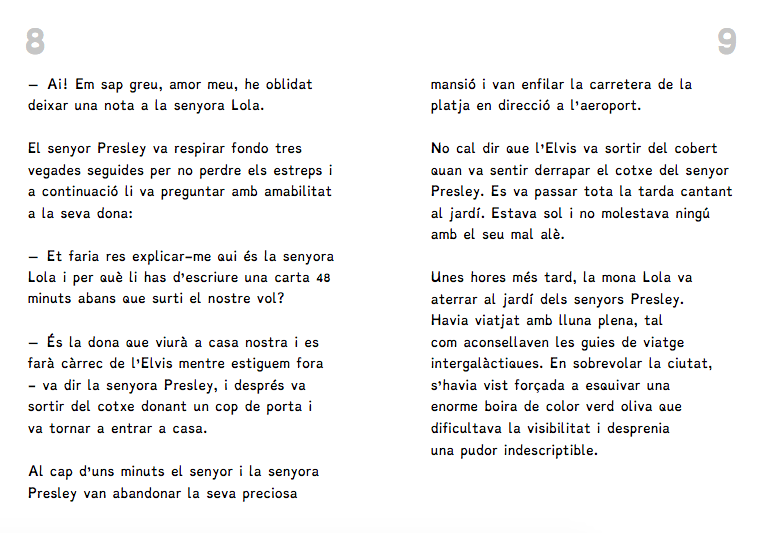 8
— Ai! Em sap greu, amor meu, he oblidat
deixar una nota a la senyora Lola.
El senyor Presley va respirar fondo tres
vegades seguides per no perdre els estreps i
a continuació li va preguntar amb amabilitat
a la seva dona:
— Et faria res explicar-me qui és la senyora
Lola i per què li has d’escriure una carta 48
minuts abans que surti el nostre vol?
— És la dona que viurà a casa nostra i es
farà càrrec de l’Elvis mentre estiguem fora
– va dir la senyora Presley, i després va
sortir del cotxe donant un cop de porta i
va tornar a entrar a casa.
Al cap d’uns minuts el senyor i la senyora
Presley van abandonar la seva preciosa
9
mansió i van enfilar la carretera de la
platja en direcció a l’aeroport.
No cal dir que l’Elvis va sortir del cobert
quan va sentir derrapar el cotxe del senyor
Presley. Es va passar tota la tarda cantant
al jardí. Estava sol i no molestava ningú
amb el seu mal alè.
Unes hores més tard, la mona Lola va
aterrar al jardí dels senyors Presley.
Havia viatjat amb lluna plena, tal
com aconsellaven les guies de viatge
intergalàctiques. En sobrevolar la ciutat,
s’havia vist forçada a esquivar una
enorme boira de color verd oliva que
dificultava la visibilitat i desprenia
una pudor indescriptible.